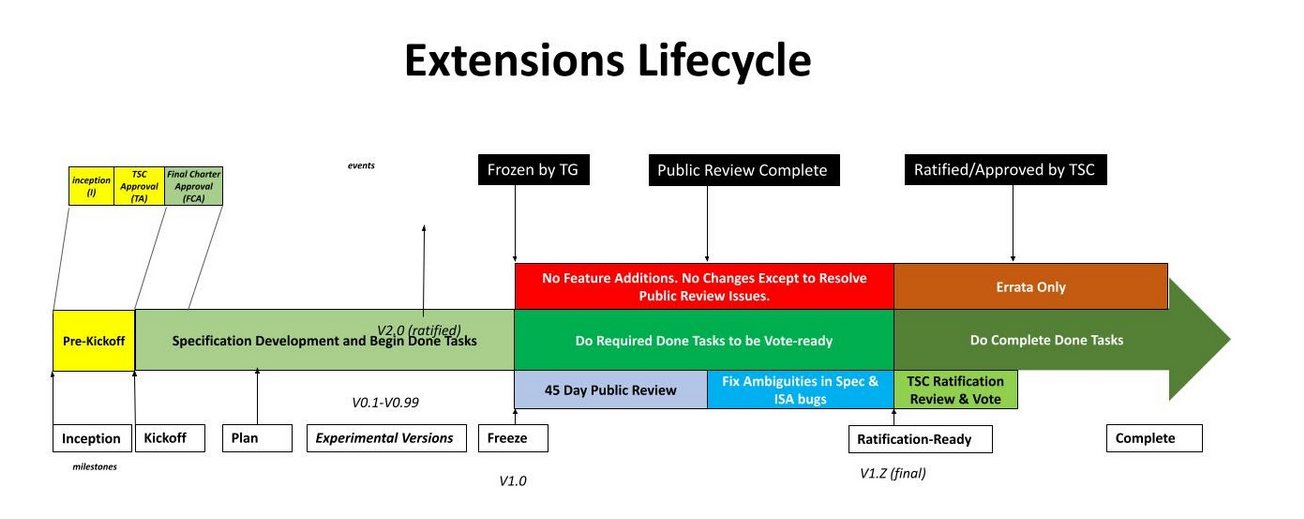 Extensions Lifecycle
events
Frozen by TG
Public Review Complete
Ratified/Approved by TSC
inception
(I)
TSC
Approval
(TA)
Final Charter
Approval
(FCA)
No Feature Additions. No Changes Except to Resolve
Public Review Issues.
Errata Only
V2.0 (ratified)
Pre-Kickoff
Specification Development and Begin Done Tasks
Do Required Done Tasks to be Vote-ready
Do Complete Done Tasks
45 Day Public Review
Fix Ambiguities in Spec &
ISA bugs
TSC Ratification
Review & Vote
V0.1-V0.99
Inception
Kickoff
Plan
Experimental Versions
Freeze
Ratification-Ready
Complete
milestones
V1.0
V1.Z (final)